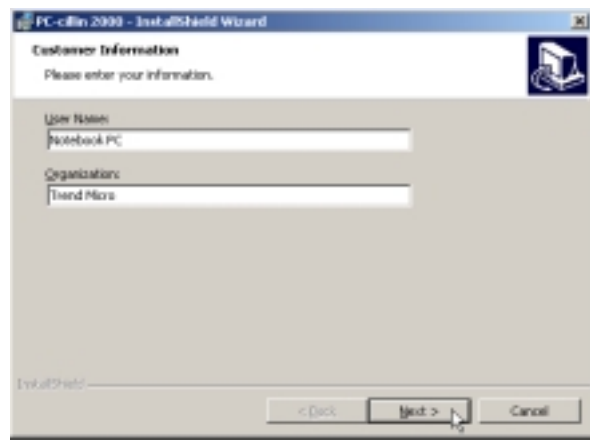 PC-cillin 2000 - InstallShield Wizard
Customer Information
Please enter your information.
User Name:
Notebook PC
Organization:
Trend Micro
InstallShield
< Back
Next >
Cancel